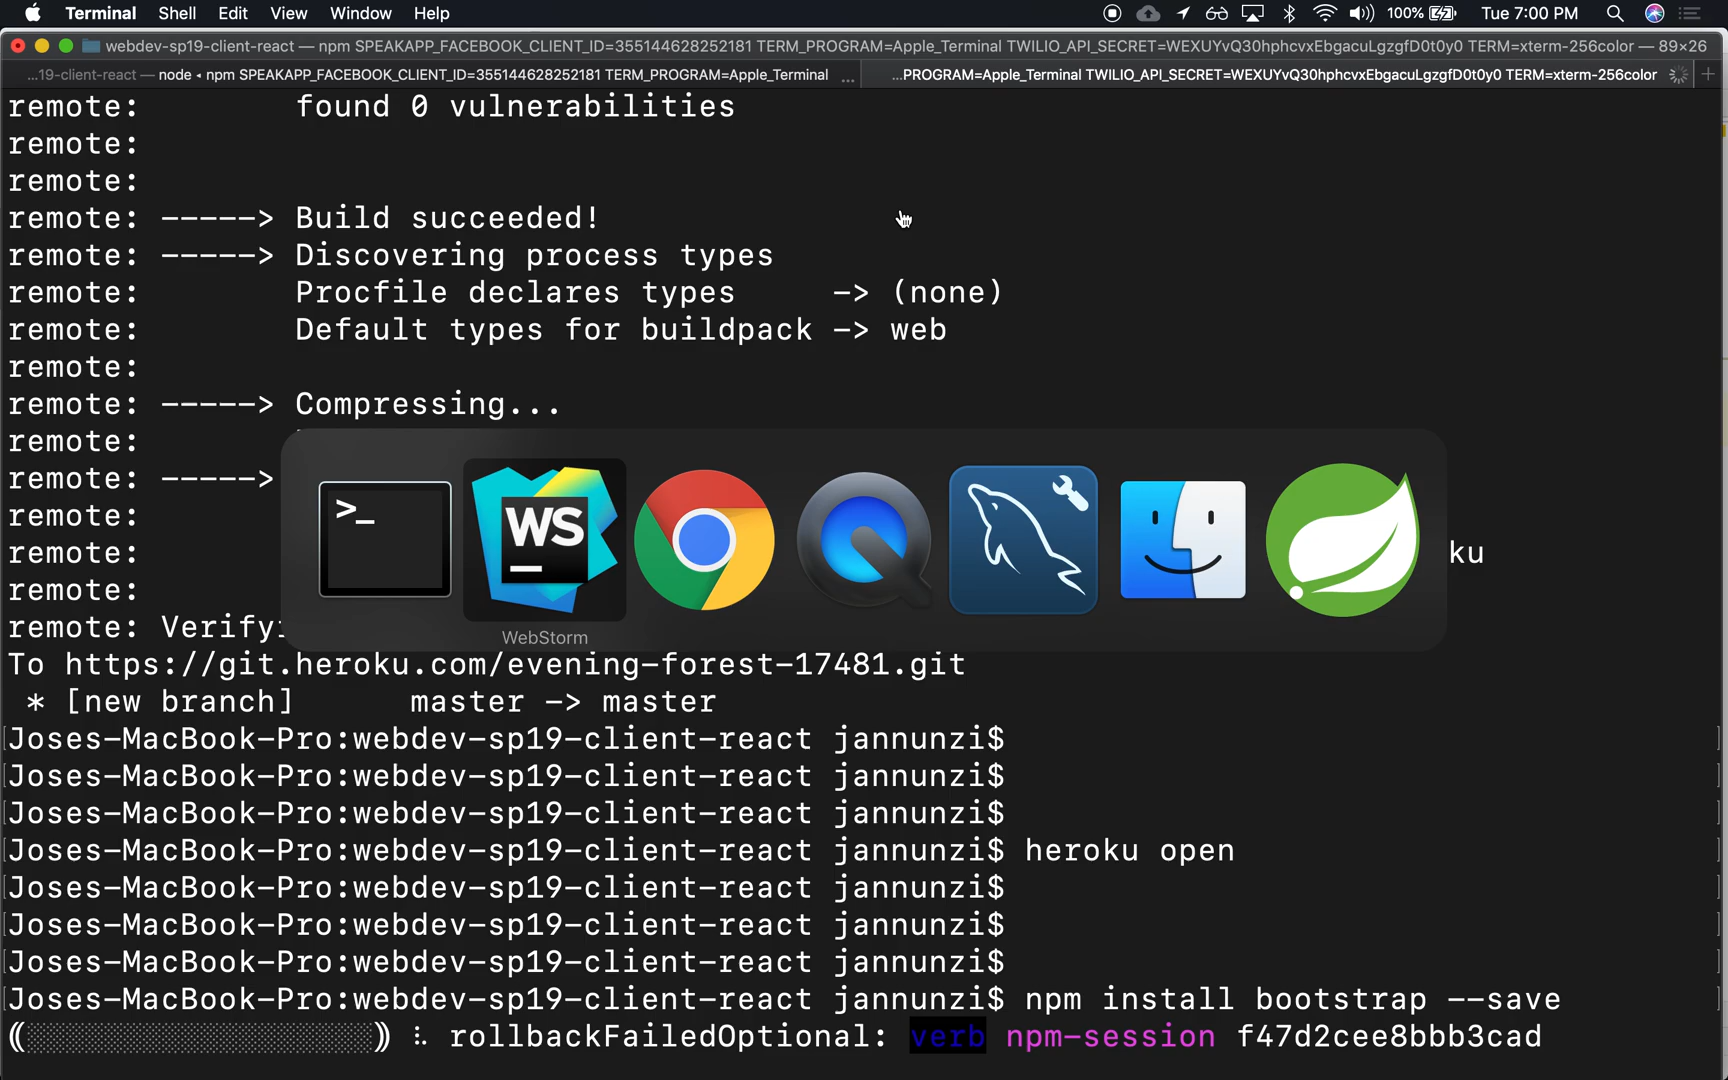 Terminal Shell Edit View Window Help 100% Tue 7:00 PM
webdev-sp19-client-react — npm SPEAKAPP_FACEBOOK_CLIENT_ID=355144628252181 TERM_PROGRAM=Apple_Terminal TWILIO_API_SECRET=WEXUYvQ30hphcvxEbgacuLgzgfD0t0y0 TERM=xterm-256color — 89×26
...19-client-react — node ◂ npm SPEAKAPP_FACEBOOK_CLIENT_ID=355144628252181 TERM_PROGRAM=Apple_Terminal ... ...PROGRAM=Apple_Terminal TWILIO_API_SECRET=WEXUYvQ30hphcvxEbgacuLgzgfD0t0y0 TERM=xterm-256color
remote: found 0 vulnerabilities
remote:
remote:
remote: -----> Build succeeded!
remote: -----> Discovering process types
remote: Procfile declares types -> (none)
remote: Default types for buildpack -> web
remote:
remote: -----> Compressing...
remote:
remote: ----->
remote:
remote: ku
remote:
remote: Verify
>_
WS
WebStorm
To https://git.heroku.com/evening-forest-17481.git
* [new branch] master -> master
Joses-MacBook-Pro:webdev-sp19-client-react jannunzi$
Joses-MacBook-Pro:webdev-sp19-client-react jannunzi$
Joses-MacBook-Pro:webdev-sp19-client-react jannunzi$
Joses-MacBook-Pro:webdev-sp19-client-react jannunzi$ heroku open
Joses-MacBook-Pro:webdev-sp19-client-react jannunzi$
Joses-MacBook-Pro:webdev-sp19-client-react jannunzi$
Joses-MacBook-Pro:webdev-sp19-client-react jannunzi$
Joses-MacBook-Pro:webdev-sp19-client-react jannunzi$ npm install bootstrap --save
rollbackFailedOptional: verb npm-session f47d2cee8bbb3cad